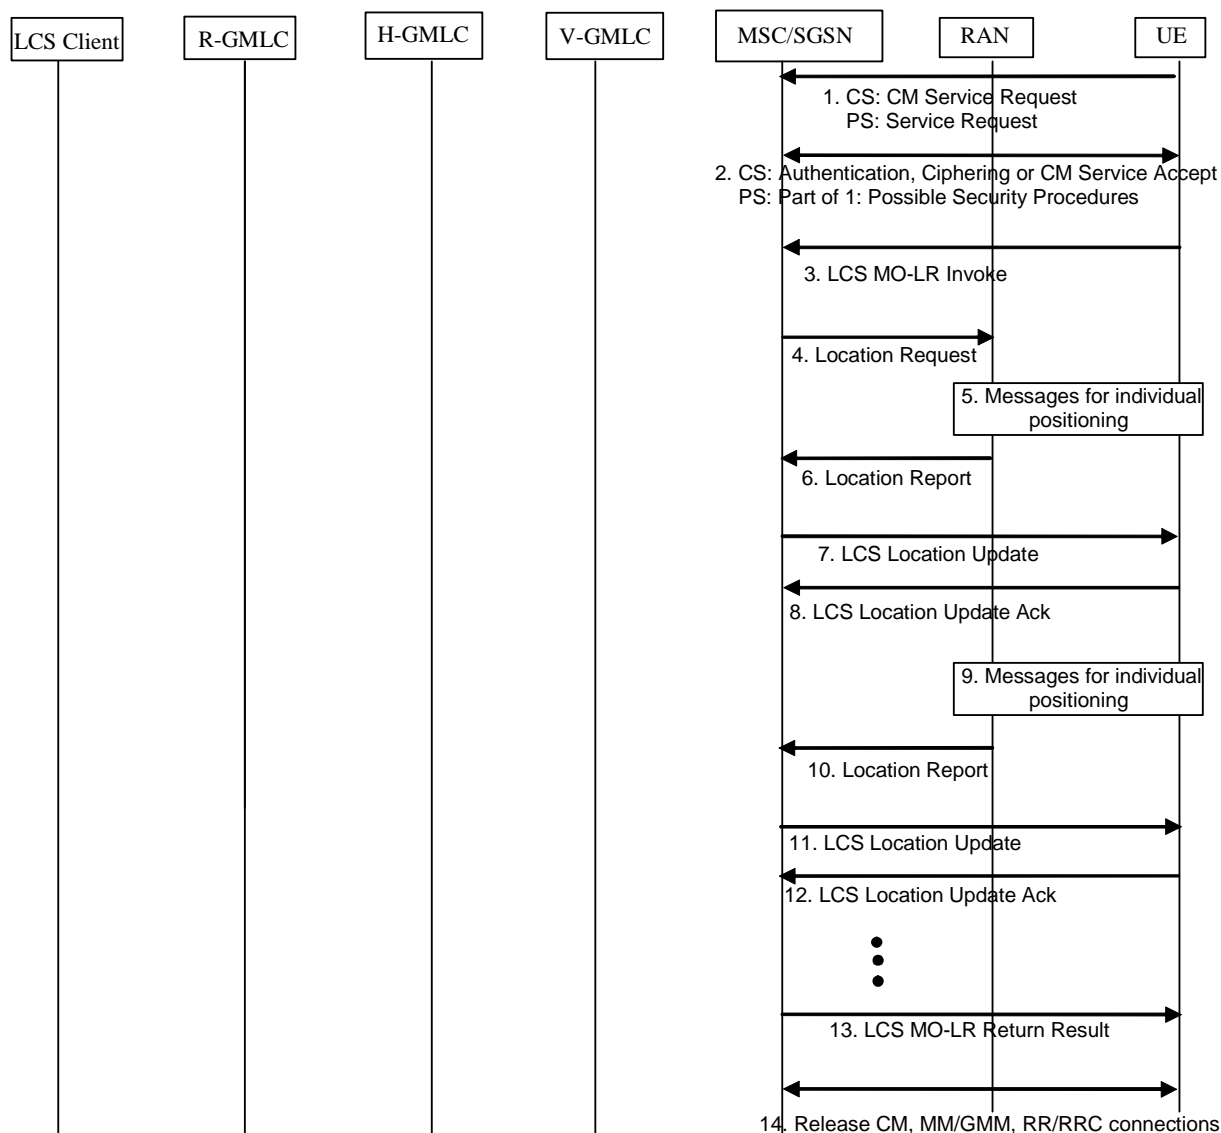 LCS Client
R-GMLC
H-GMLC
V-GMLC
MSC/SGSN
RAN
UE
1. CS: CM Service Request
PS: Service Request
2. CS: Authentication, Ciphering or CM Service Accept
PS: Part of 1: Possible Security Procedures
3. LCS MO-LR Invoke
4. Location Request
5. Messages for individual
positioning
6. Location Report
7. LCS Location Update
8. LCS Location Update Ack
9. Messages for individual
positioning
10. Location Report
11. LCS Location Update
12. LCS Location Update Ack
13. LCS MO-LR Return Result
14. Release CM, MM/GMM, RR/RRC connections